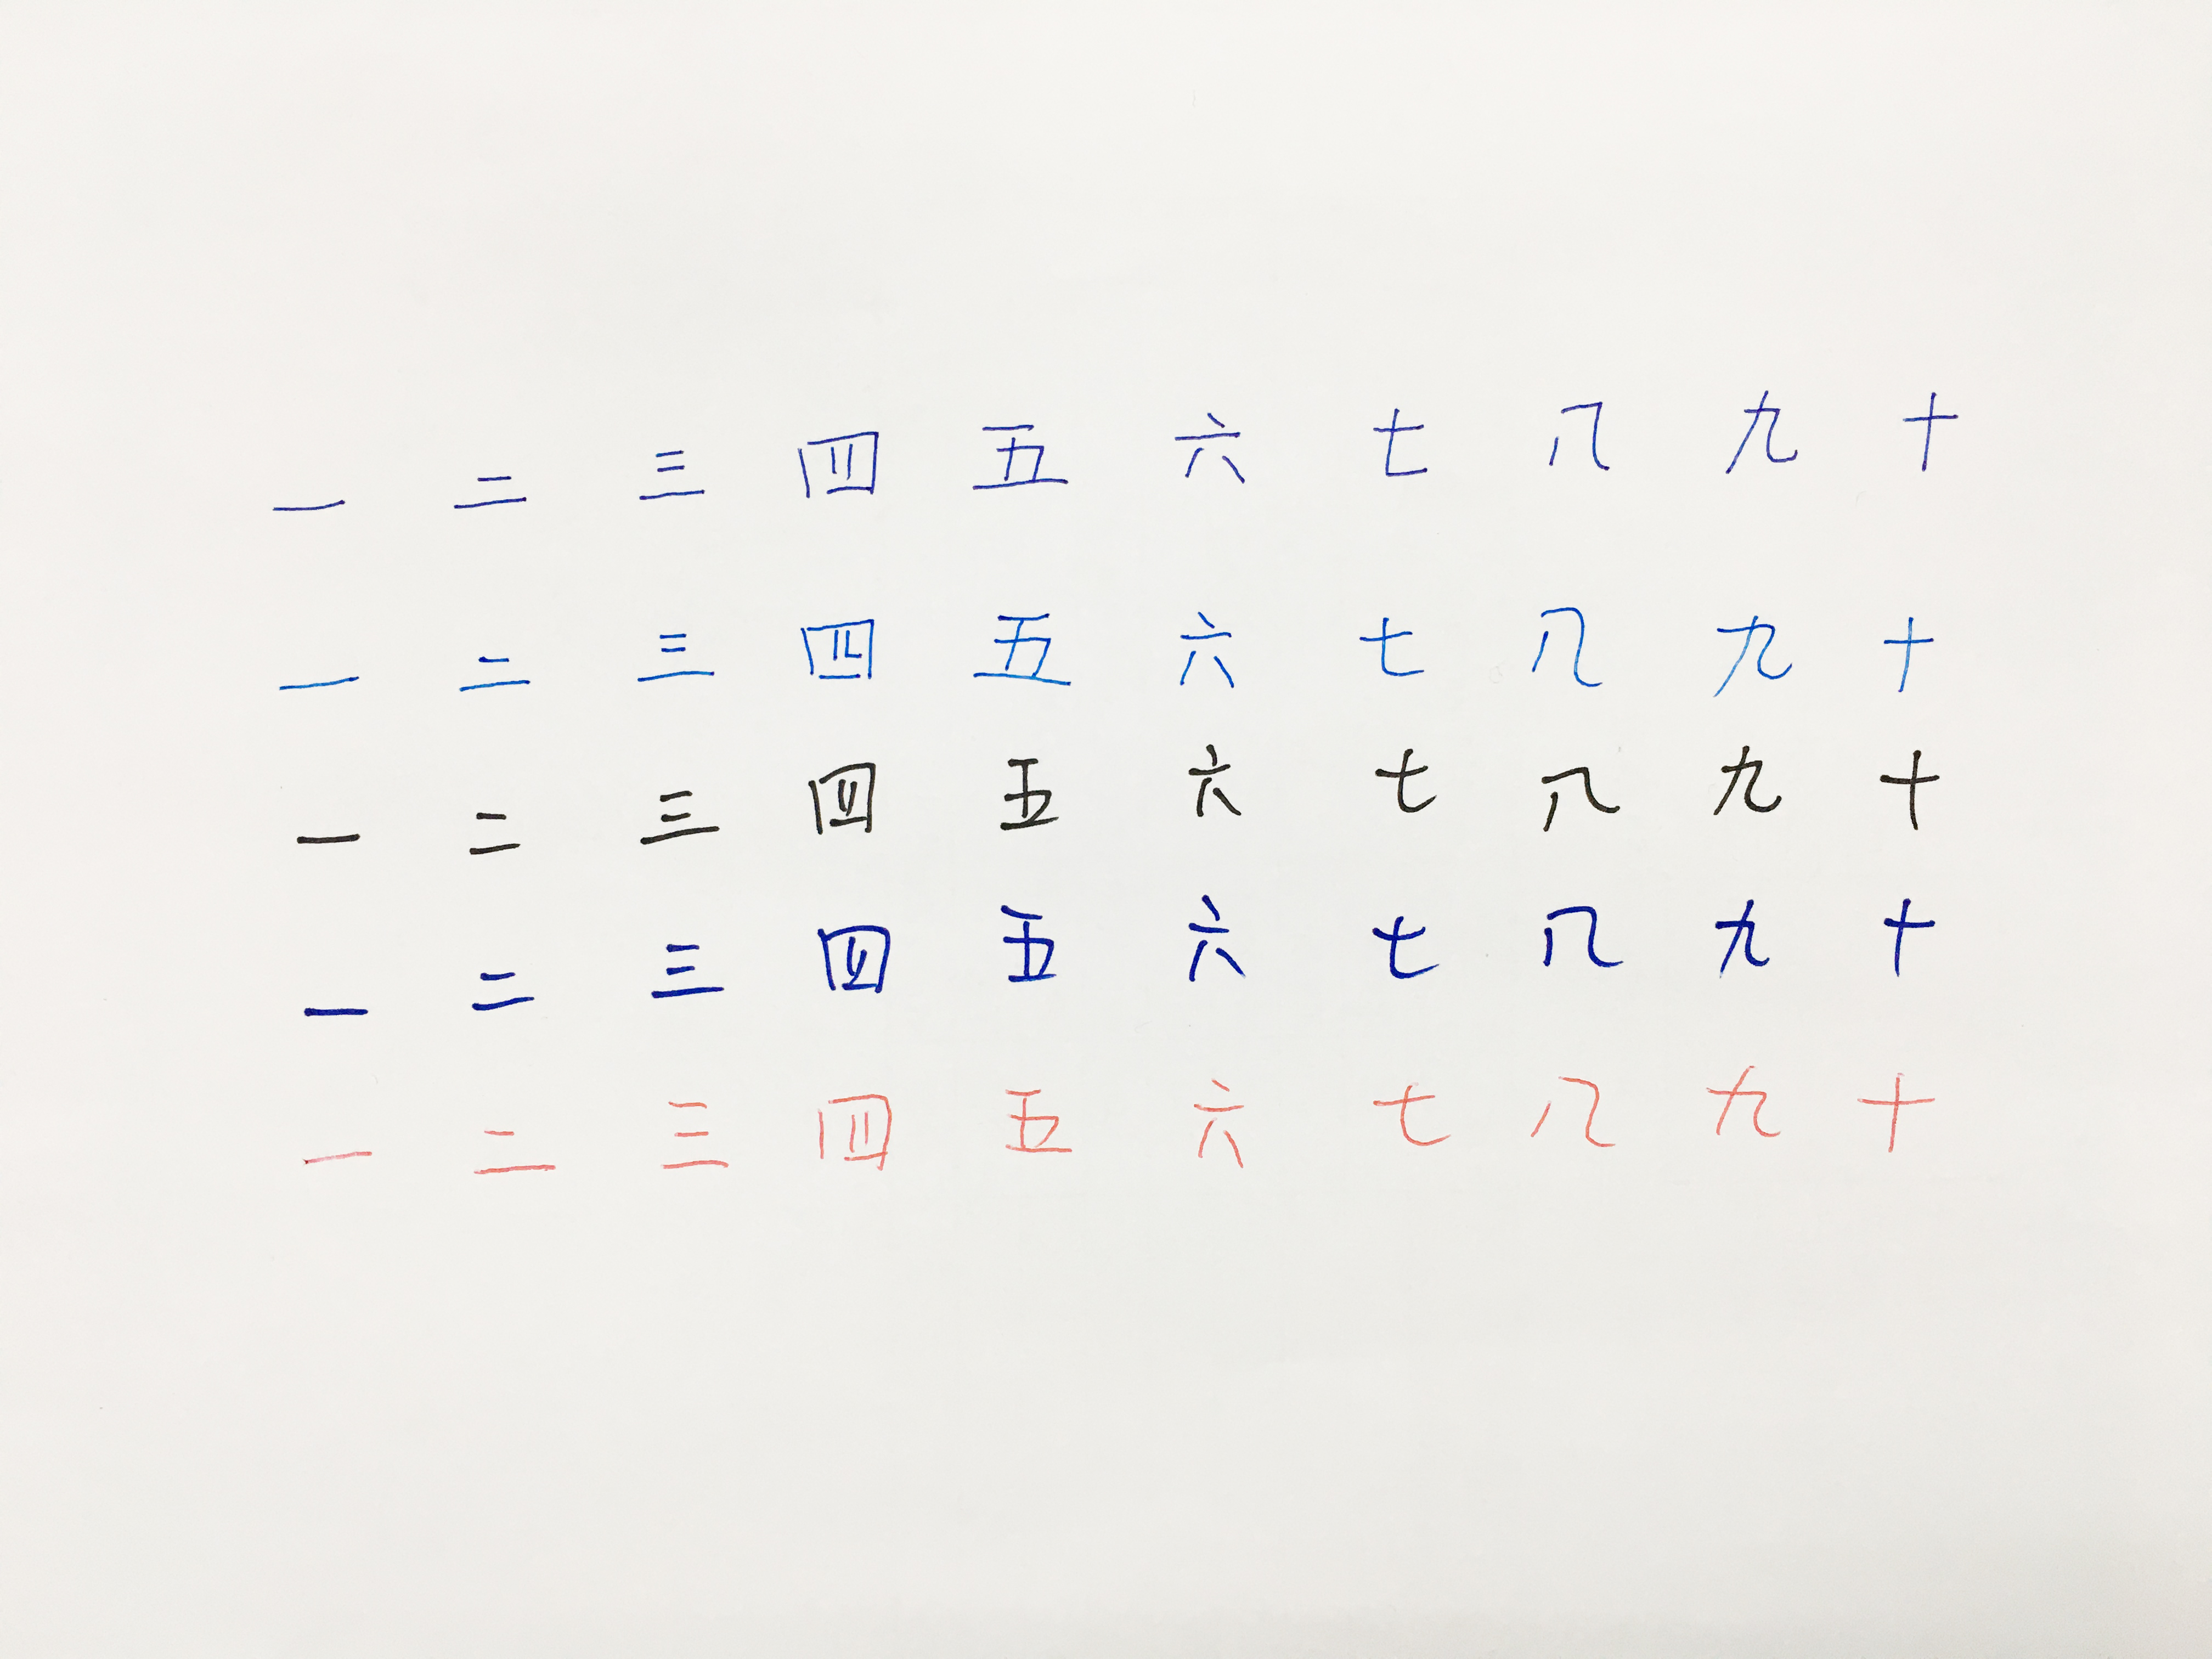 一 二 三 四 五 六 七 八 九 十
一 二 三 四 五 六 七 八 九 十
一 二 三 四 五 六 七 八 九 十
一 二 三 四 五 六 七 八 九 十
一 二 三 四 五 六 七 八 九 十